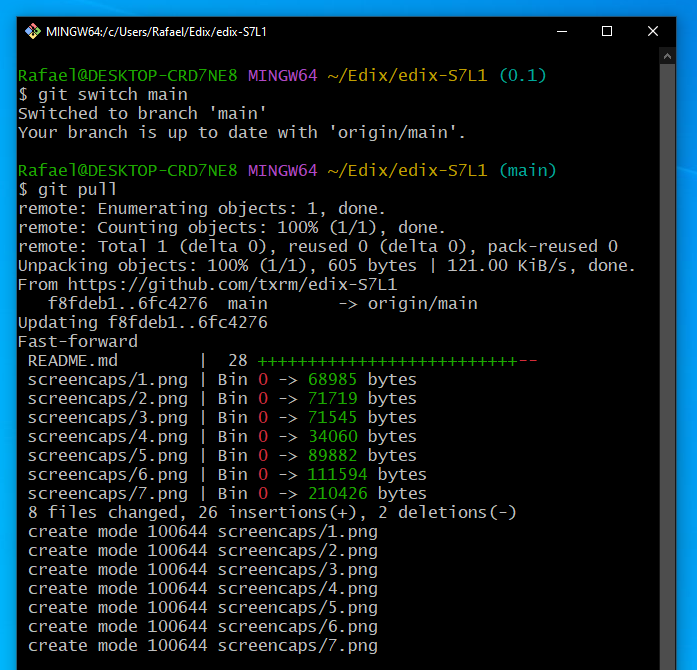 MINGW64:/c/Users/Rafael/Edix/edix-S7L1
Rafael@DESKTOP-CRD7NE8 MINGW64 ~/Edix/edix-S7L1 (0.1)
$ git switch main
Switched to branch 'main'
Your branch is up to date with 'origin/main'.
Rafael@DESKTOP-CRD7NE8 MINGW64 ~/Edix/edix-S7L1 (main)
$ git pull
remote: Enumerating objects: 1, done.
remote: Counting objects: 100% (1/1), done.
remote: Total 1 (delta 0), reused 0 (delta 0), pack-reused 0
Unpacking objects: 100% (1/1), 605 bytes | 121.00 KiB/s, done.
From https://github.com/txrm/edix-S7L1
   f8fdeb1..6fc4276  main       -> origin/main
Updating f8fdeb1..6fc4276
Fast-forward
 README.md        |  28 ++++++++++++++++++++++++++--
 screencaps/1.png | Bin 0 -> 68985 bytes
 screencaps/2.png | Bin 0 -> 71719 bytes
 screencaps/3.png | Bin 0 -> 71545 bytes
 screencaps/4.png | Bin 0 -> 34060 bytes
 screencaps/5.png | Bin 0 -> 89882 bytes
 screencaps/6.png | Bin 0 -> 111594 bytes
 screencaps/7.png | Bin 0 -> 210426 bytes
 8 files changed, 26 insertions(+), 2 deletions(-)
 create mode 100644 screencaps/1.png
 create mode 100644 screencaps/2.png
 create mode 100644 screencaps/3.png
 create mode 100644 screencaps/4.png
 create mode 100644 screencaps/5.png
 create mode 100644 screencaps/6.png
 create mode 100644 screencaps/7.png